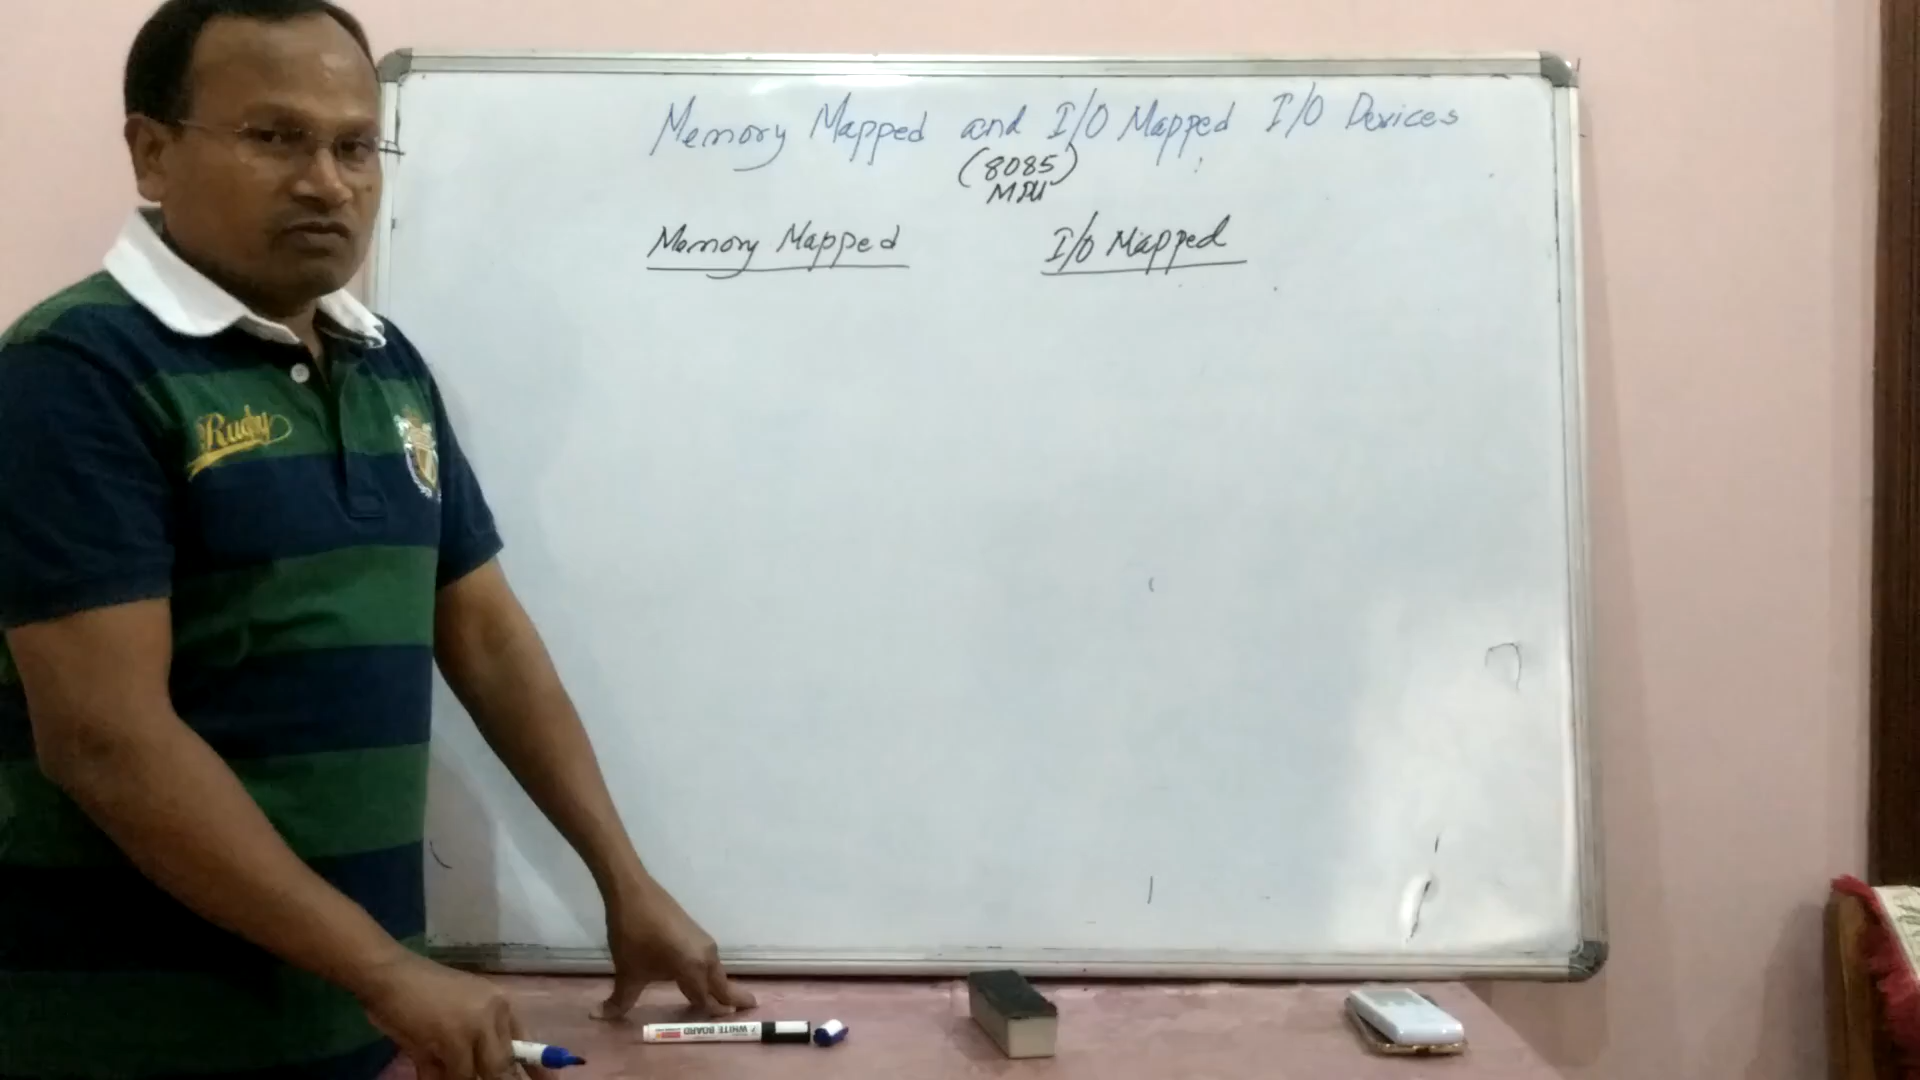 Memory Mapped and I/O Mapped I/O Devices
(8085)
MPU
Memory Mapped I/O Mapped
Rugby
WHITE BOARD